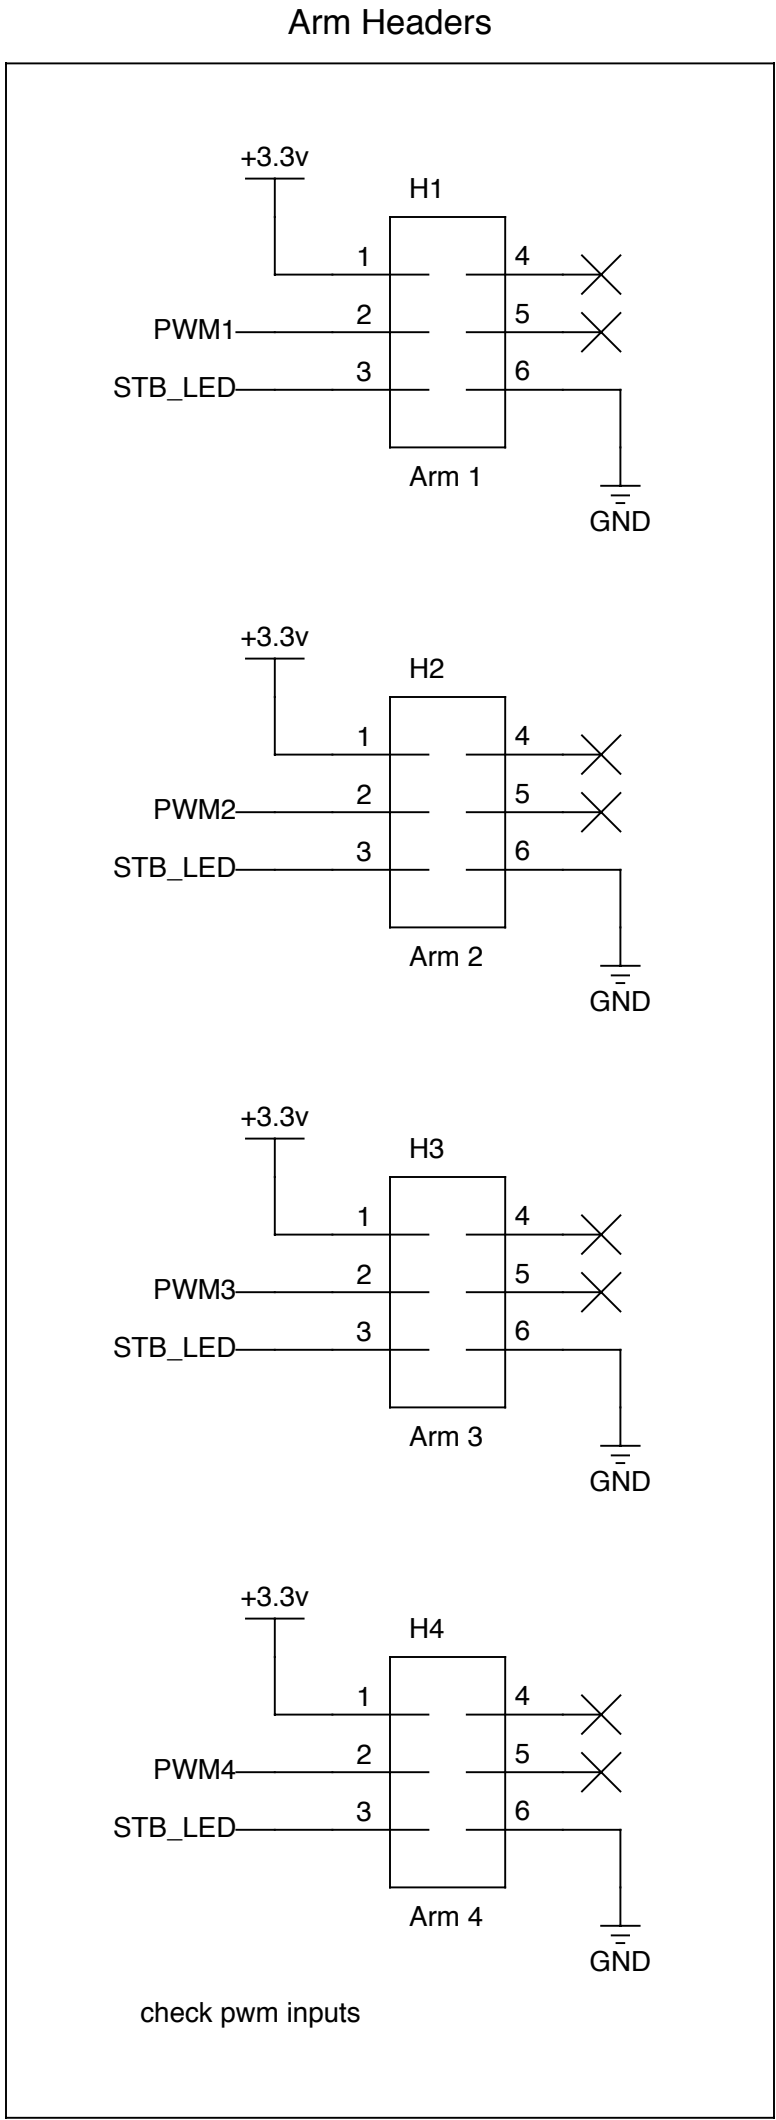 Arm Headers
+3.3v
H1
1 4
PWM1 2 5
STB_LED 3 6
Arm 1
GND
+3.3v
H2
1 4
PWM2 2 5
STB_LED 3 6
Arm 2
GND
+3.3v
H3
1 4
PWM3 2 5
STB_LED 3 6
Arm 3
GND
+3.3v
H4
1 4
PWM4 2 5
STB_LED 3 6
Arm 4
GND
check pwm inputs